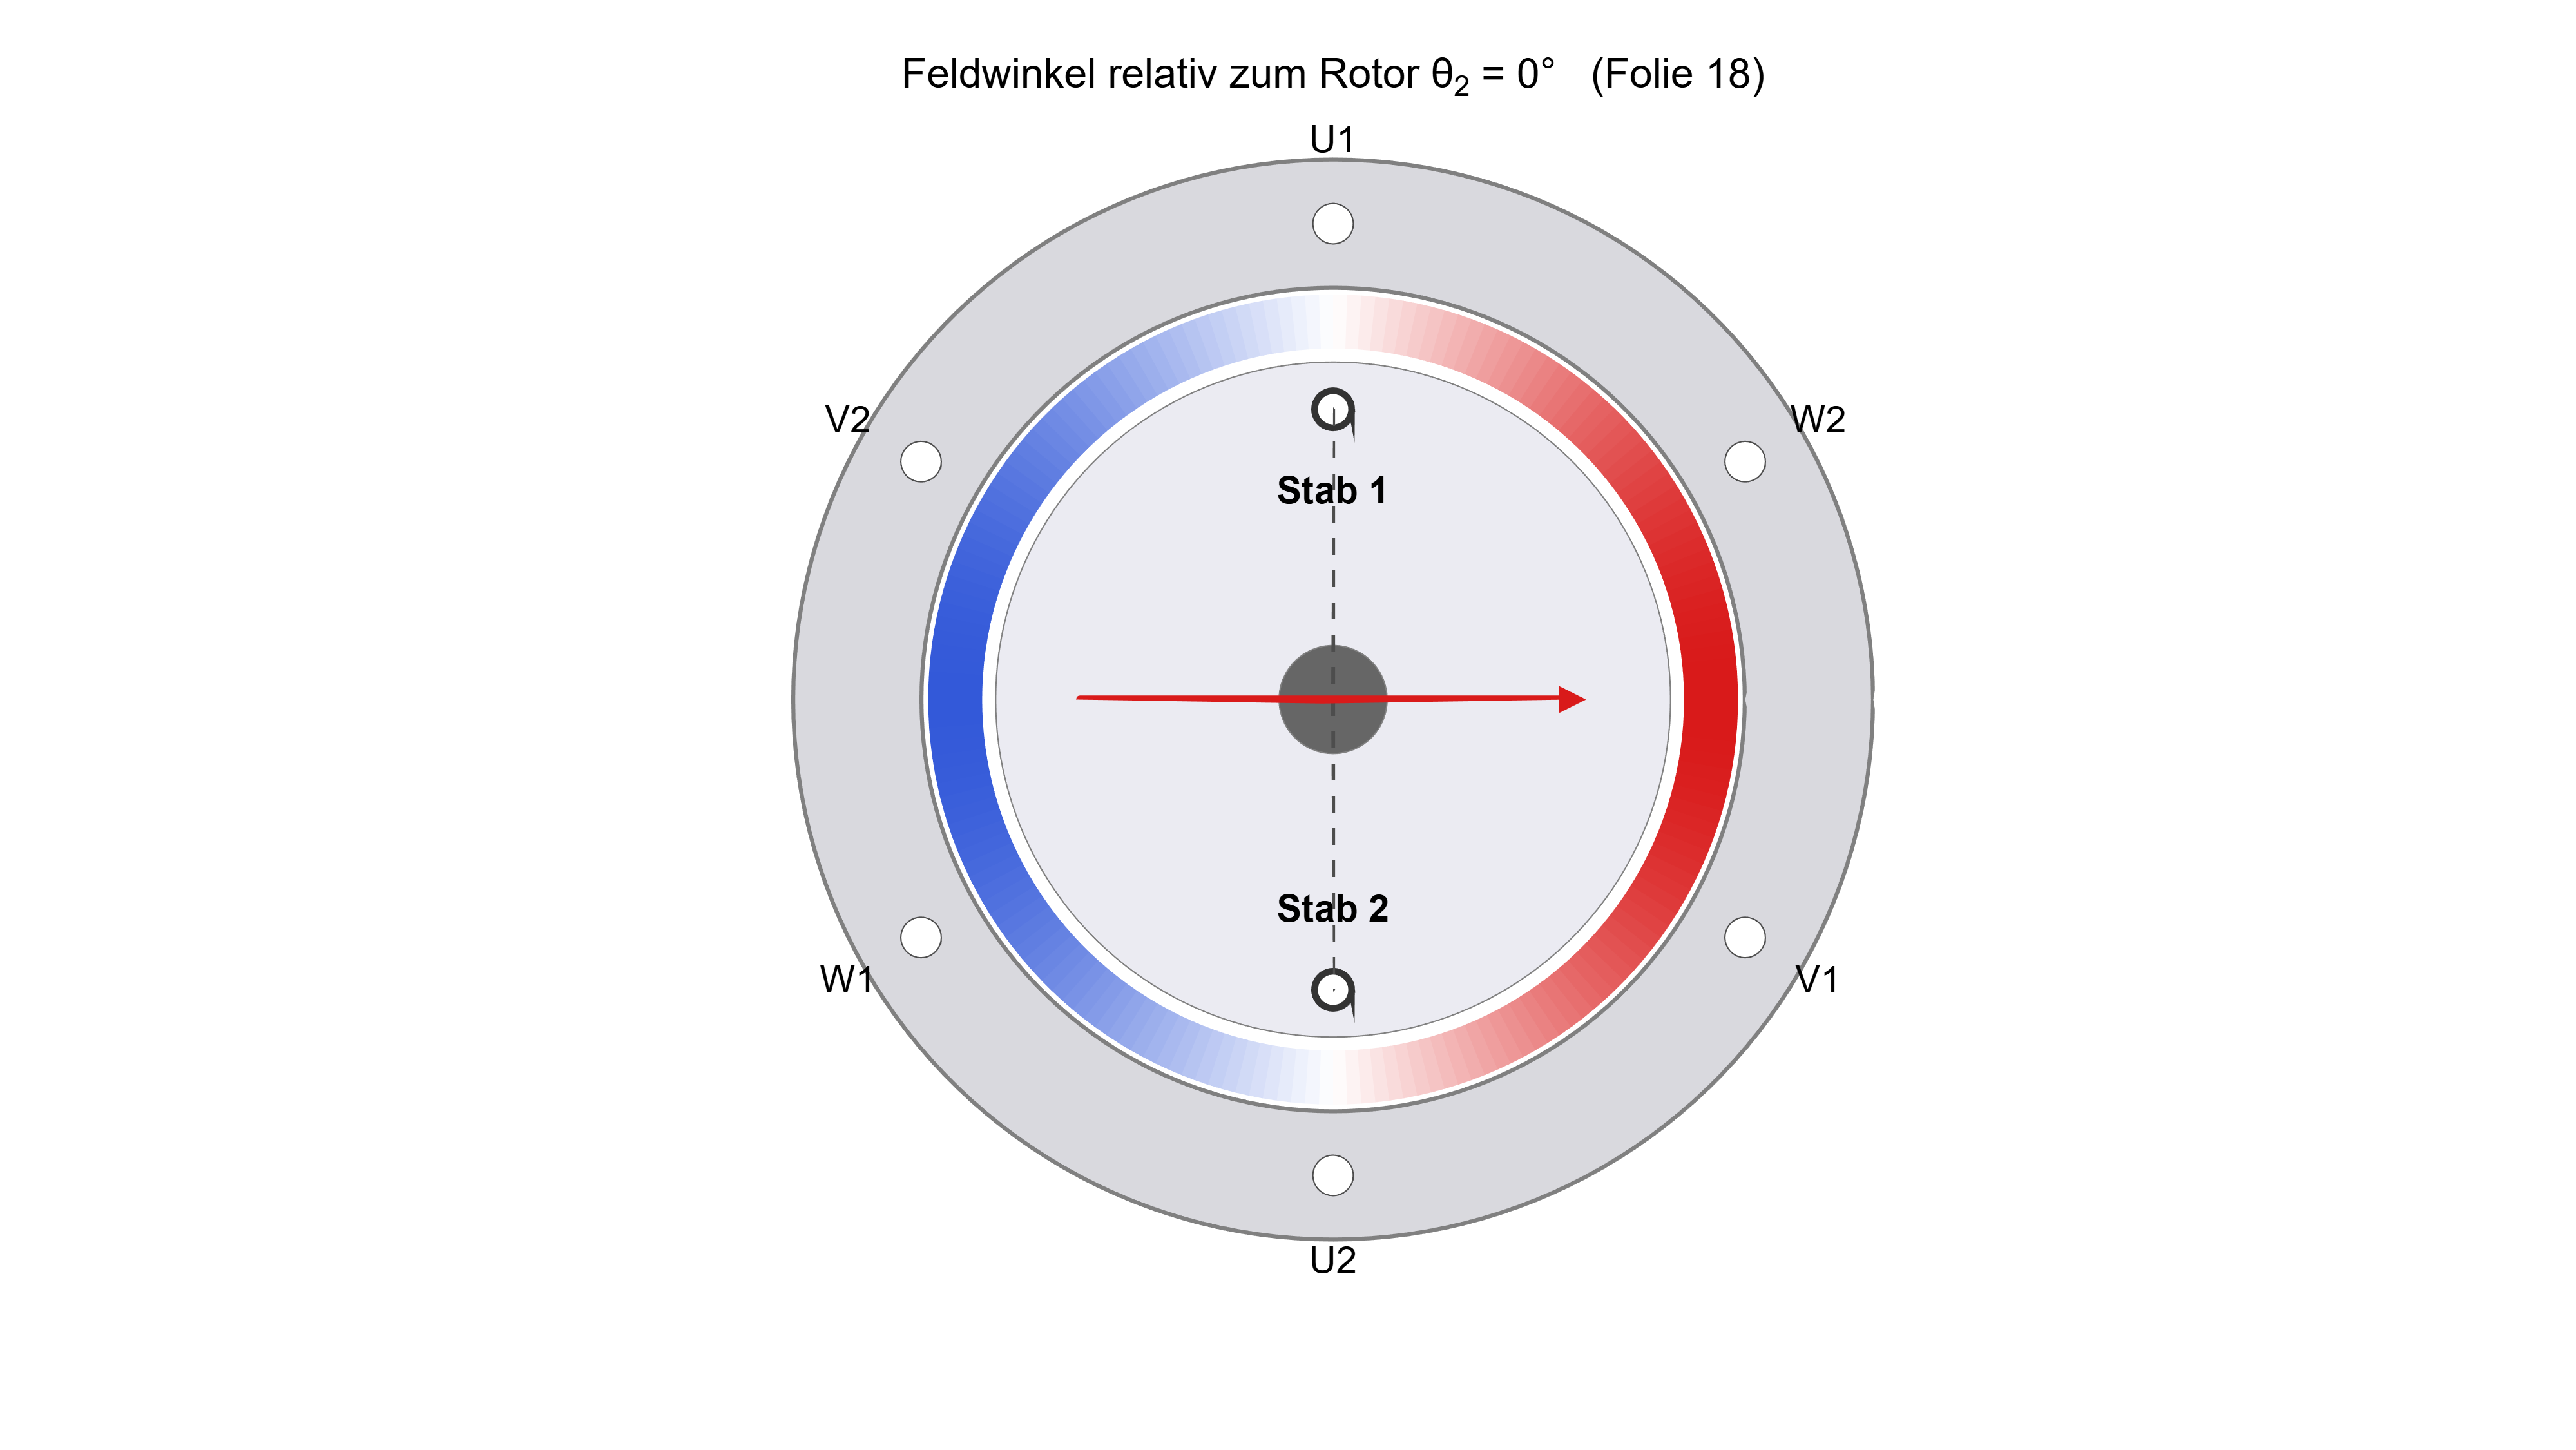 Feldwinkel relativ zum Rotor θ₂ = 0° (Folie 18)
U1
V2
W2
Stab 1
Stab 2
W1
V1
U2